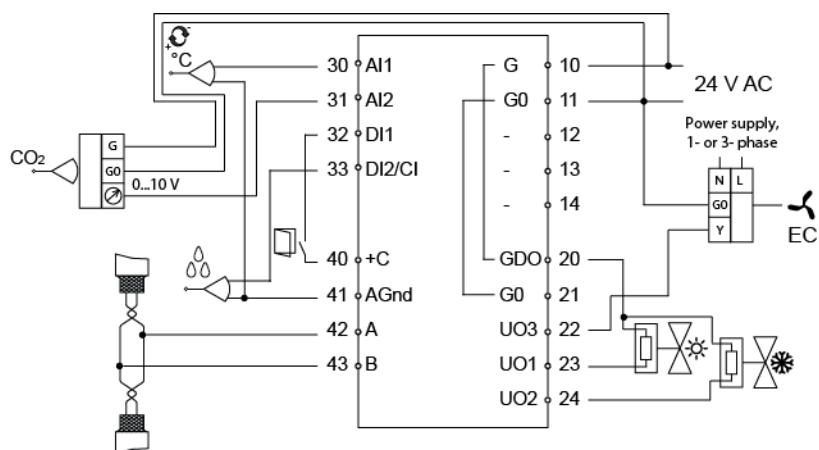 + -
°C
CO₂
G
G0
0...10 V
30 AI1
31 AI2
32 DI1
33 DI2/CI
40 +C
41 AGnd
42 A
43 B
G 10
G0 11
- 12
- 13
- 14
GDO 20
G0 21
UO3 22
UO1 23
UO2 24
24 V AC
Power supply,
1- or 3- phase
N L
G0
Y
EC